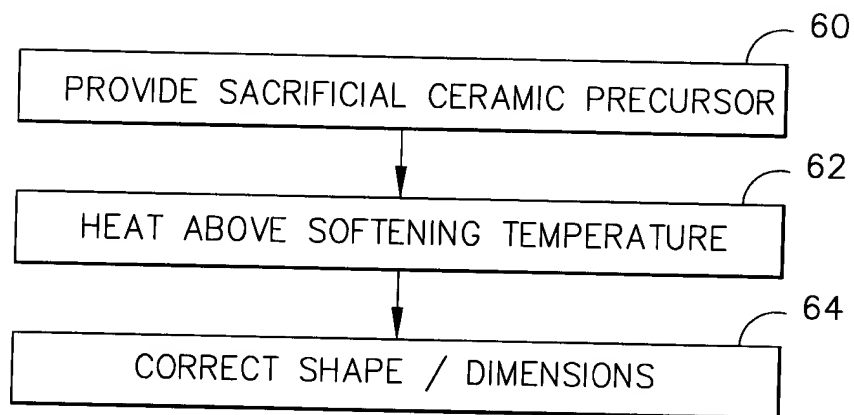 60
PROVIDE SACRIFICIAL CERAMIC PRECURSOR
62
HEAT ABOVE SOFTENING TEMPERATURE
64
CORRECT SHAPE / DIMENSIONS